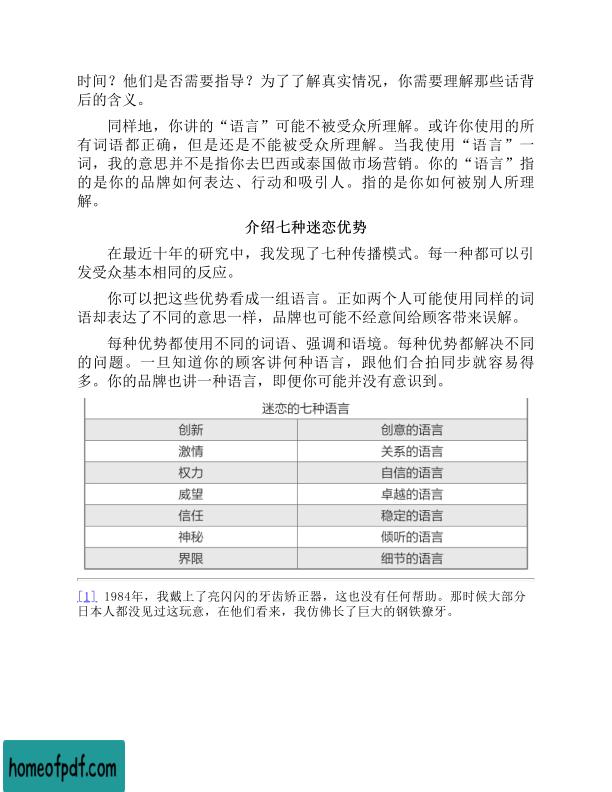 时间？他们是否需要指导？为了了解真实情况，你需要理解那些话背
后的含义。
同样地，你讲的“语言”可能不被受众所理解。或许你使用的所
有词语都正确，但是还是不能被受众所理解。当我使用“语言”一
词，我的意思并不是指你去巴西或泰国做市场营销。你的“语言”指
的是你的品牌如何表达、行动和吸引人。指的是你如何被别人所理
解。
介绍七种迷恋优势
在最近十年的研究中，我发现了七种传播模式。每一种都可以引
发受众基本相同的反应。
你可以把这些优势看成一组语言。正如两个人可能使用同样的词
语却表达了不同的意思一样，品牌也可能不经意间给顾客带来误解。
每种优势都使用不同的词语、强调和语境。每种优势都解决不同
的问题。一旦知道你的顾客讲何种语言，跟他们合拍同步就容易得
多。你的品牌也讲一种语言，即便你可能并没有意识到。
迷恋的七种语言
创新 创意的语言
激情 关系的语言
权力 自信的语言
威望 卓越的语言
信任 稳定的语言
神秘 倾听的语言
界限 细节的语言
[1] 1984年，我戴上了亮闪闪的牙齿矫正器，这也没有任何帮助。那时候大部分
日本人都没见过这玩意，在他们看来，我仿佛长了巨大的钢铁獠牙。
homeofpdf.com